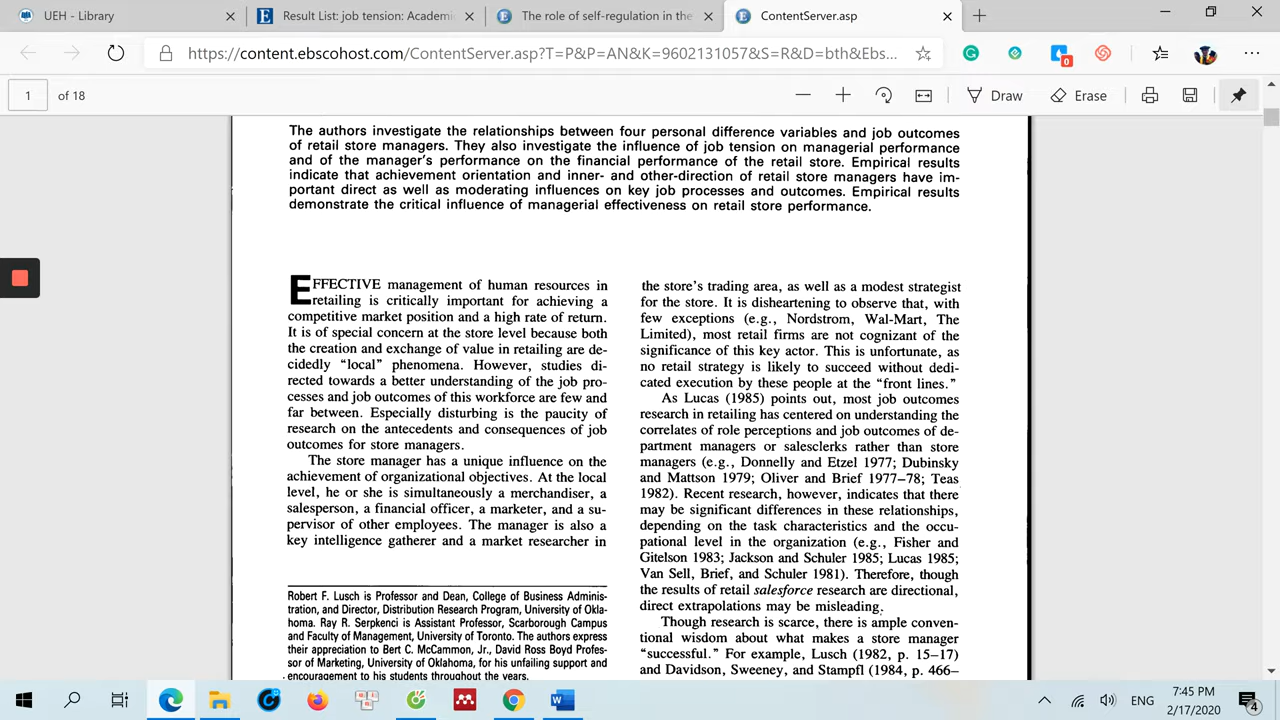 UEH - Library
Result List: job tension: Academi
The role of self-regulation in the
ContentServer.asp
https://content.ebscohost.com/ContentServer.asp?T=P&P=AN&K=9602131057&S=R&D=bth&Ebs...
0
1 of 18
Draw
Erase
The authors investigate the relationships between four personal difference variables and job outcomes
of retail store managers. They also investigate the influence of job tension on managerial performance
and of the manager's performance on the financial performance of the retail store. Empirical results
indicate that achievement orientation and inner- and other-direction of retail store managers have im-
portant direct as well as moderating influences on key job processes and outcomes. Empirical results
demonstrate the critical influence of managerial effectiveness on retail store performance.
EFFECTIVE management of human resources in
retailing is critically important for achieving a
competitive market position and a high rate of return.
It is of special concern at the store level because both
the creation and exchange of value in retailing are de-
cidedly "local" phenomena. However, studies di-
rected towards a better understanding of the job pro-
cesses and job outcomes of this workforce are few and
far between. Especially disturbing is the paucity of
research on the antecedents and consequences of job
outcomes for store managers.
The store manager has a unique influence on the
achievement of organizational objectives. At the local
level, he or she is simultaneously a merchandiser, a
salesperson, a financial officer, a marketer, and a su-
pervisor of other employees. The manager is also a
key intelligence gatherer and a market researcher in
Robert F. Lusch is Professor and Dean, College of Business Adminis-
tration, and Director, Distribution Research Program, University of Okla-
homa. Ray R. Serpkenci is Assistant Professor, Scarborough Campus
and Faculty of Management, University of Toronto. The authors express
their appreciation to Bert C. McCammon, Jr., David Ross Boyd Profes-
sor of Marketing, University of Oklahoma, for his unfailing support and
encouragement to his students throughout the years.
the store's trading area, as well as a modest strategist
for the store. It is disheartening to observe that, with
few exceptions (e.g., Nordstrom, Wal-Mart, The
Limited), most retail firms are not cognizant of the
significance of this key actor. This is unfortunate, as
no retail strategy is likely to succeed without dedi-
cated execution by these people at the "front lines."
As Lucas (1985) points out, most job outcomes
research in retailing has centered on understanding the
correlates of role perceptions and job outcomes of de-
partment managers or salesclerks rather than store
managers (e.g., Donnelly and Etzel 1977; Dubinsky
and Mattson 1979; Oliver and Brief 1977–78; Teas
1982). Recent research, however, indicates that there
may be significant differences in these relationships,
depending on the task characteristics and the occu-
pational level in the organization (e.g., Fisher and
Gitelson 1983; Jackson and Schuler 1985; Lucas 1985;
Van Sell, Brief, and Schuler 1981). Therefore, though
the results of retail salesforce research are directional,
direct extrapolations may be misleading.
Though research is scarce, there is ample conven-
tional wisdom about what makes a store manager
"successful." For example, Lusch (1982, p. 15–17)
and Davidson, Sweeney, and Stampfl (1984, p. 466–
ENG
7:45 PM
2/17/2020
4